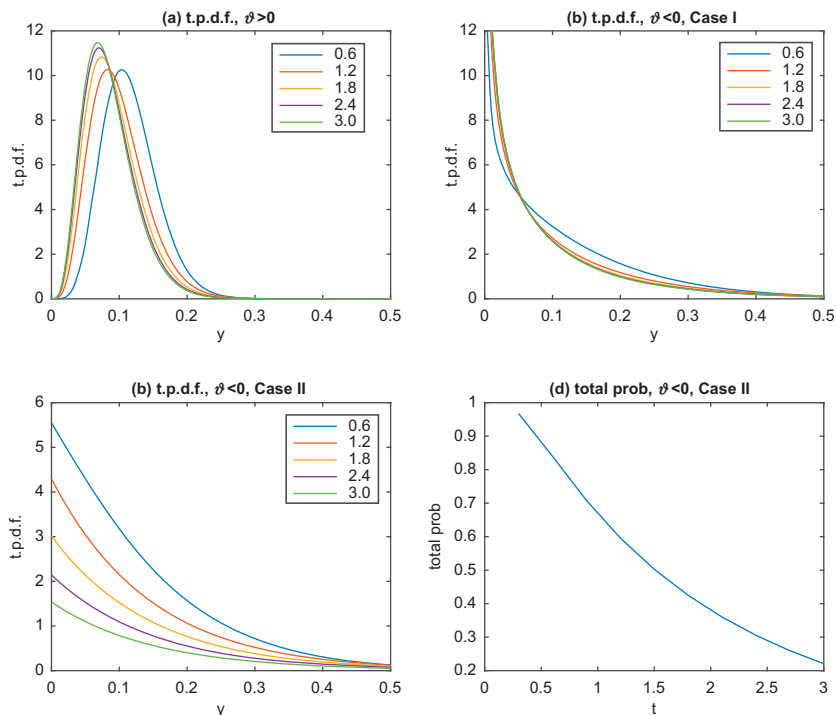 (a) t.p.d.f., ϑ>0
12
10
8
6
4
2
0
t.p.d.f.
0.6
1.2
1.8
2.4
3.0
0 0.1 0.2 0.3 0.4 0.5
y
(b) t.p.d.f., ϑ<0, Case I
12
10
8
6
4
2
0
t.p.d.f.
0.6
1.2
1.8
2.4
3.0
0 0.1 0.2 0.3 0.4 0.5
y
(b) t.p.d.f., ϑ<0, Case II
6
5
4
3
2
1
0
t.p.d.f.
0.6
1.2
1.8
2.4
3.0
0 0.1 0.2 0.3 0.4 0.5
y
(d) total prob, ϑ<0, Case II
1
0.9
0.8
0.7
0.6
0.5
0.4
0.3
0.2
total prob
0 0.5 1 1.5 2 2.5 3
t